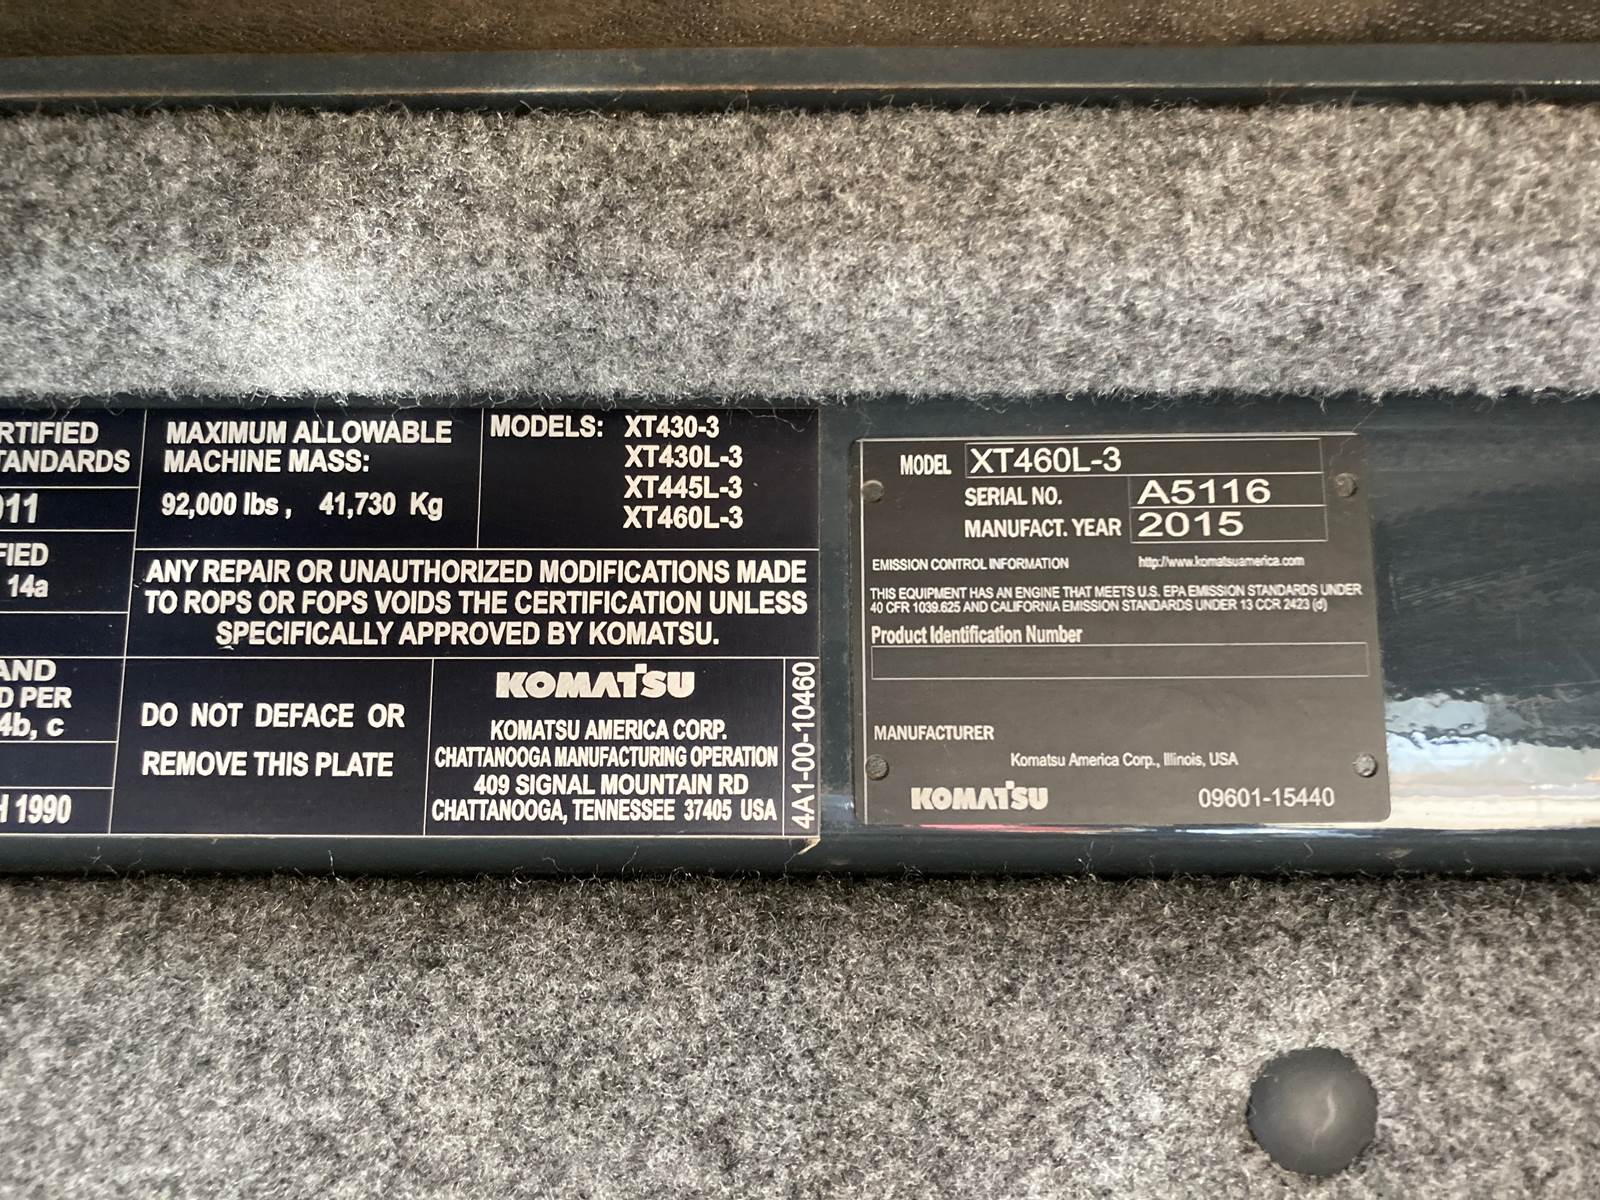 RTIFIED
TANDARDS
011
FIED
14a
AND
D PER
4b, c
H 1990
MAXIMUM ALLOWABLE
MACHINE MASS:
92,000 lbs, 41,730 Kg
MODELS: XT430-3
XT430L-3
XT445L-3
XT460L-3
ANY REPAIR OR UNAUTHORIZED MODIFICATIONS MADE
TO ROPS OR FOPS VOIDS THE CERTIFICATION UNLESS
SPECIFICALLY APPROVED BY KOMATSU.
DO NOT DEFACE OR
REMOVE THIS PLATE
KOMATSU
KOMATSU AMERICA CORP.
CHATTANOOGA MANUFACTURING OPERATION
409 SIGNAL MOUNTAIN RD
CHATTANOOGA, TENNESSEE 37405 USA
4A1-00-10460
MODEL XT460L-3
SERIAL NO. A5116
MANUFACT. YEAR 2015
EMISSION CONTROL INFORMATION http://www.komatsuamerica.com
THIS EQUIPMENT HAS AN ENGINE THAT MEETS U.S. EPA EMISSION STANDARDS UNDER
40 CFR 1039.625 AND CALIFORNIA EMISSION STANDARDS UNDER 13 CCR 2423 (d)
Product Identification Number
MANUFACTURER
Komatsu America Corp., Illinois, USA
KOMATSU 09601-15440